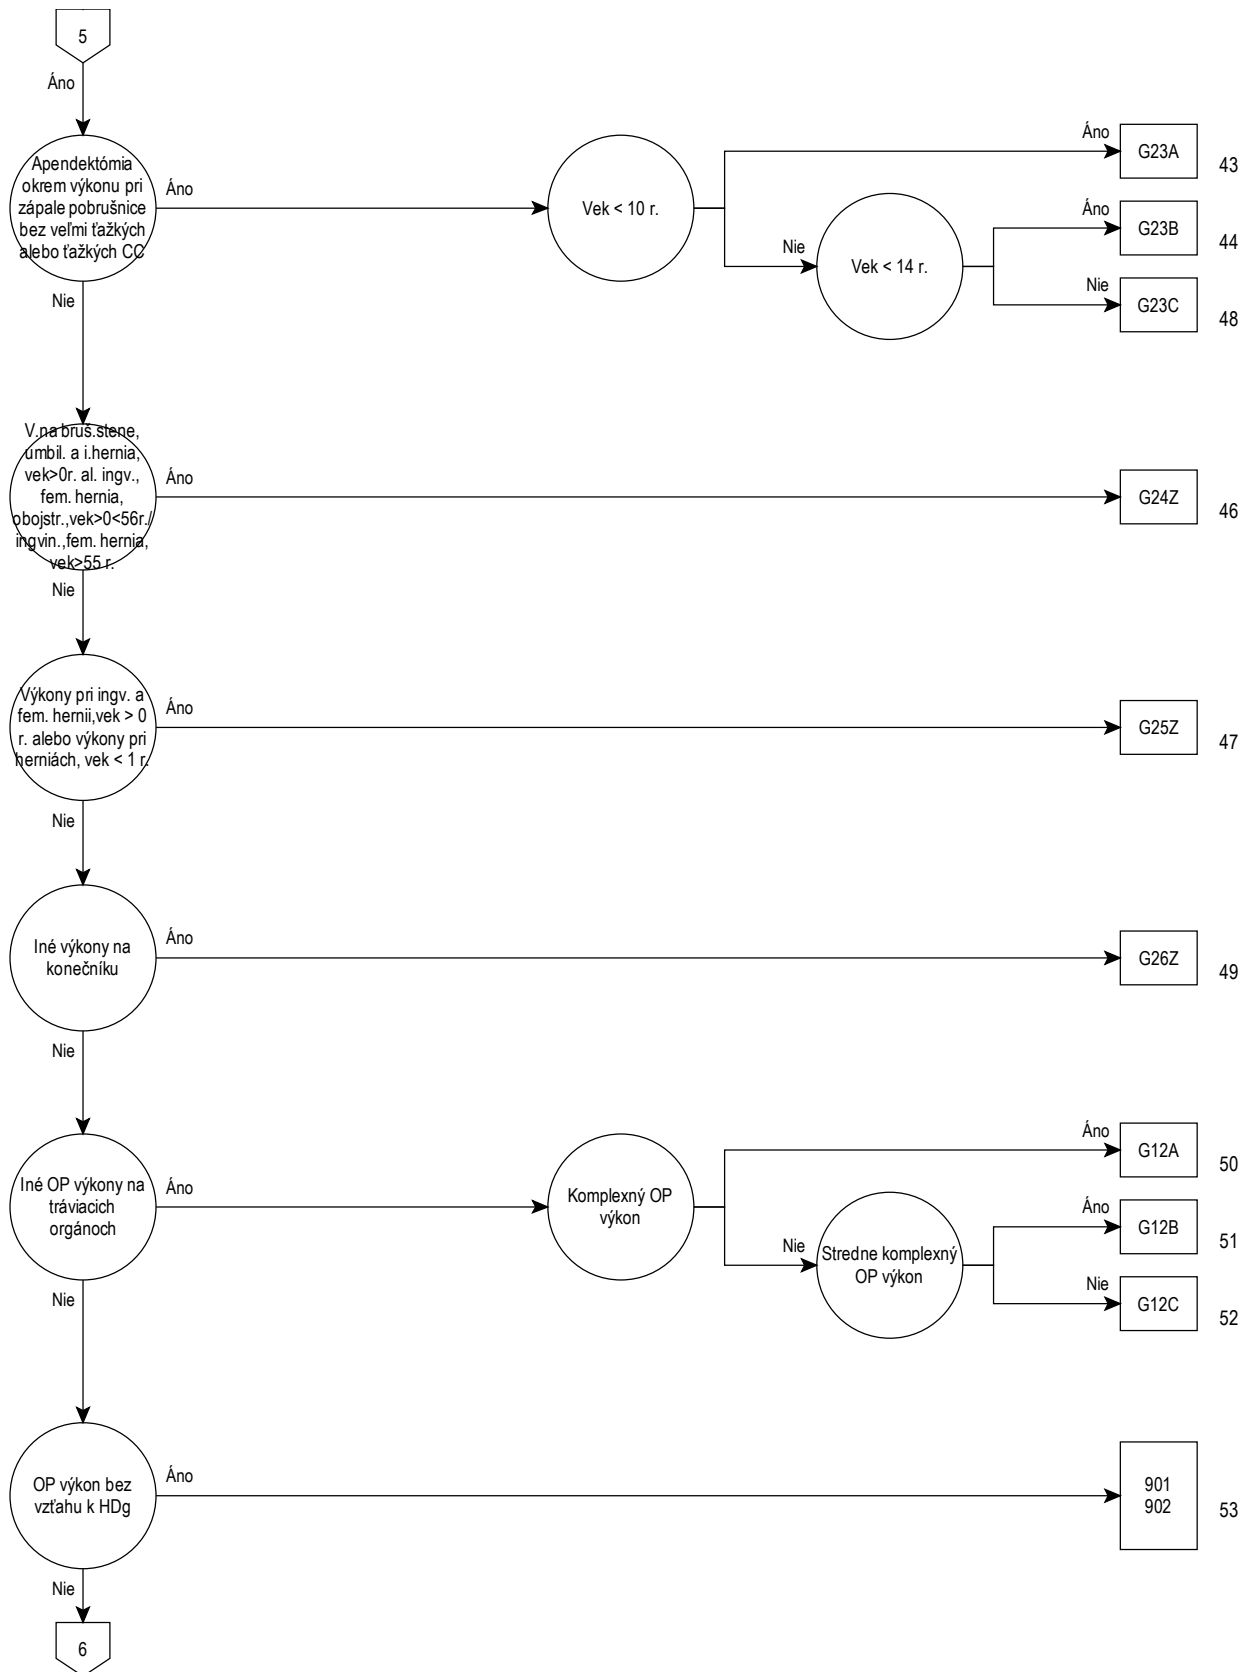 5
Áno
Apendektómia
okrem výkonu pri
zápale pobrušnice
bez veľmi ťažkých
alebo ťažkých CC
Áno
Vek < 10 r.
Áno
G23A
43
Nie
Vek < 14 r.
Áno
G23B
44
Nie
G23C
48
Nie
V.na bruš.stene,
umbil. a i.hernia,
vek>0r. al. ingv.,
fem. hernia,
obojstr.,vek>0<56r./
ingvin.,fem. hernia,
vek>55 r.
Áno
G24Z
46
Nie
Výkony pri ingv. a
fem. hernii,vek > 0
r. alebo výkony pri
herniách, vek < 1 r.
Áno
G25Z
47
Nie
Iné výkony na
konečníku
Áno
G26Z
49
Nie
Iné OP výkony na
tráviacich
orgánoch
Áno
Komplexný OP
výkon
Áno
G12A
50
Nie
Stredne komplexný
OP výkon
Áno
G12B
51
Nie
G12C
52
Nie
OP výkon bez
vzťahu k HDg
Áno
901
902
53
Nie
6